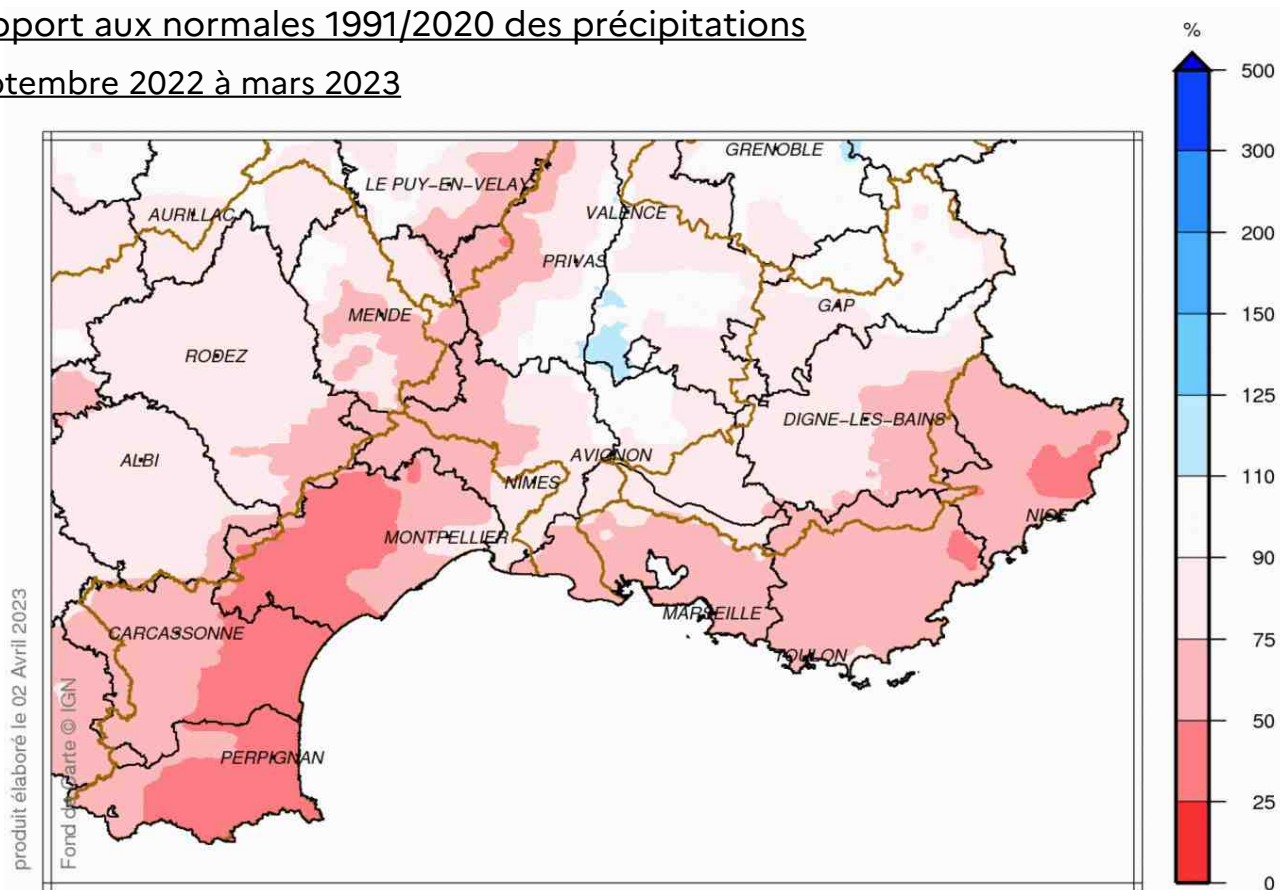 pport aux normales 1991/2020 des précipitations
ptembre 2022 à mars 2023
%
500
300
200
150
125
110
90
75
50
25
0
GRENOBLE
LE PUY-EN-VELAY
AURILLAC
VALENCE
PRIVAS
MENDE
GAP
RODEZ
DIGNE-LES-BAINS
ALBI
AVIGNON
NIMES
NICE
MONTPELLIER
MARSEILLE
CARCASSONNE
TOULON
PERPIGNAN
produit élaboré le 02 Avril 2023
Fond de Carte © IGN